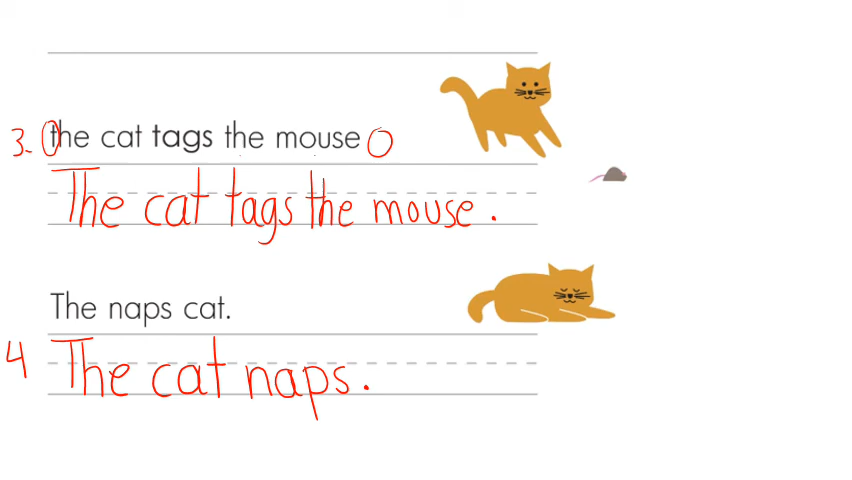 3. the cat tags the mouse
The cat tags the mouse.
The naps cat.
4 The cat naps.